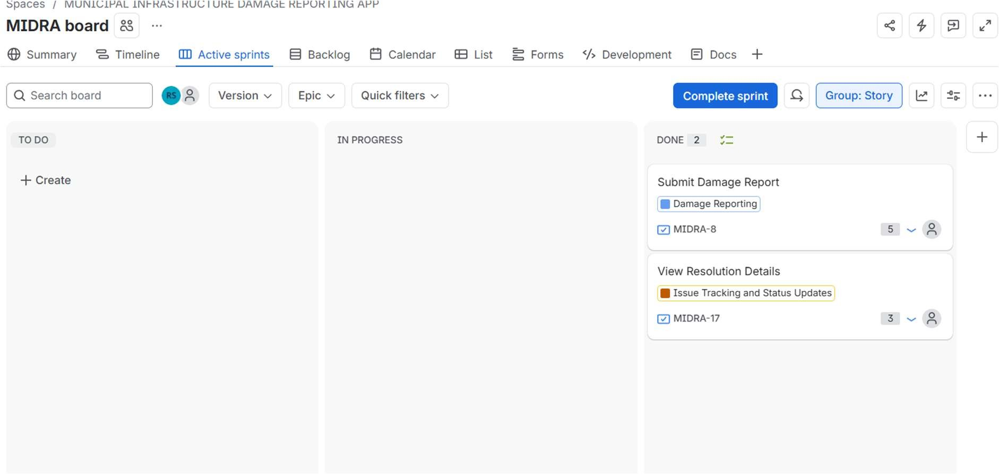 Spaces / MUNICIPAL INFRASTRUCTURE DAMAGE REPORTING APP
MIDRA board
Summary Timeline Active sprints Backlog Calendar List Forms Development Docs
Search board RS Version Epic Quick filters Complete sprint Group: Story
TO DO
Create
IN PROGRESS
DONE 2
Submit Damage Report
Damage Reporting
MIDRA-8 5
View Resolution Details
Issue Tracking and Status Updates
MIDRA-17 3